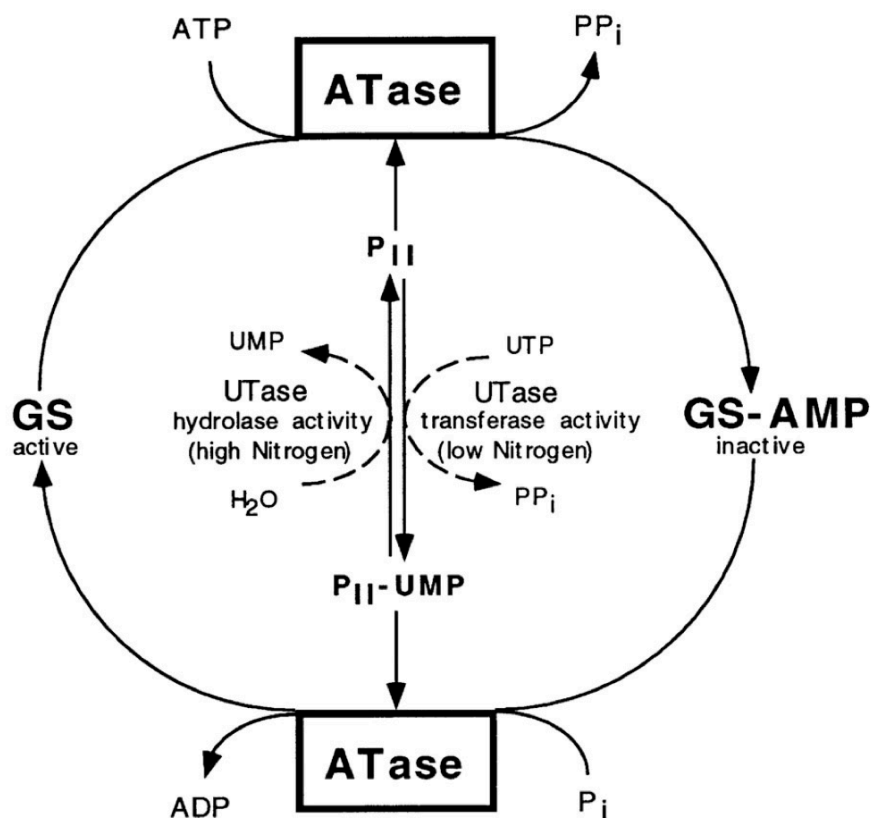 ATP
PPi
ATase
PII
UMP
UTP
UTase
hydrolase activity
(high Nitrogen)
UTase
transferase activity
(low Nitrogen)
GS
active
GS-AMP
inactive
H2O
PPi
PII-UMP
ATase
ADP
Pi